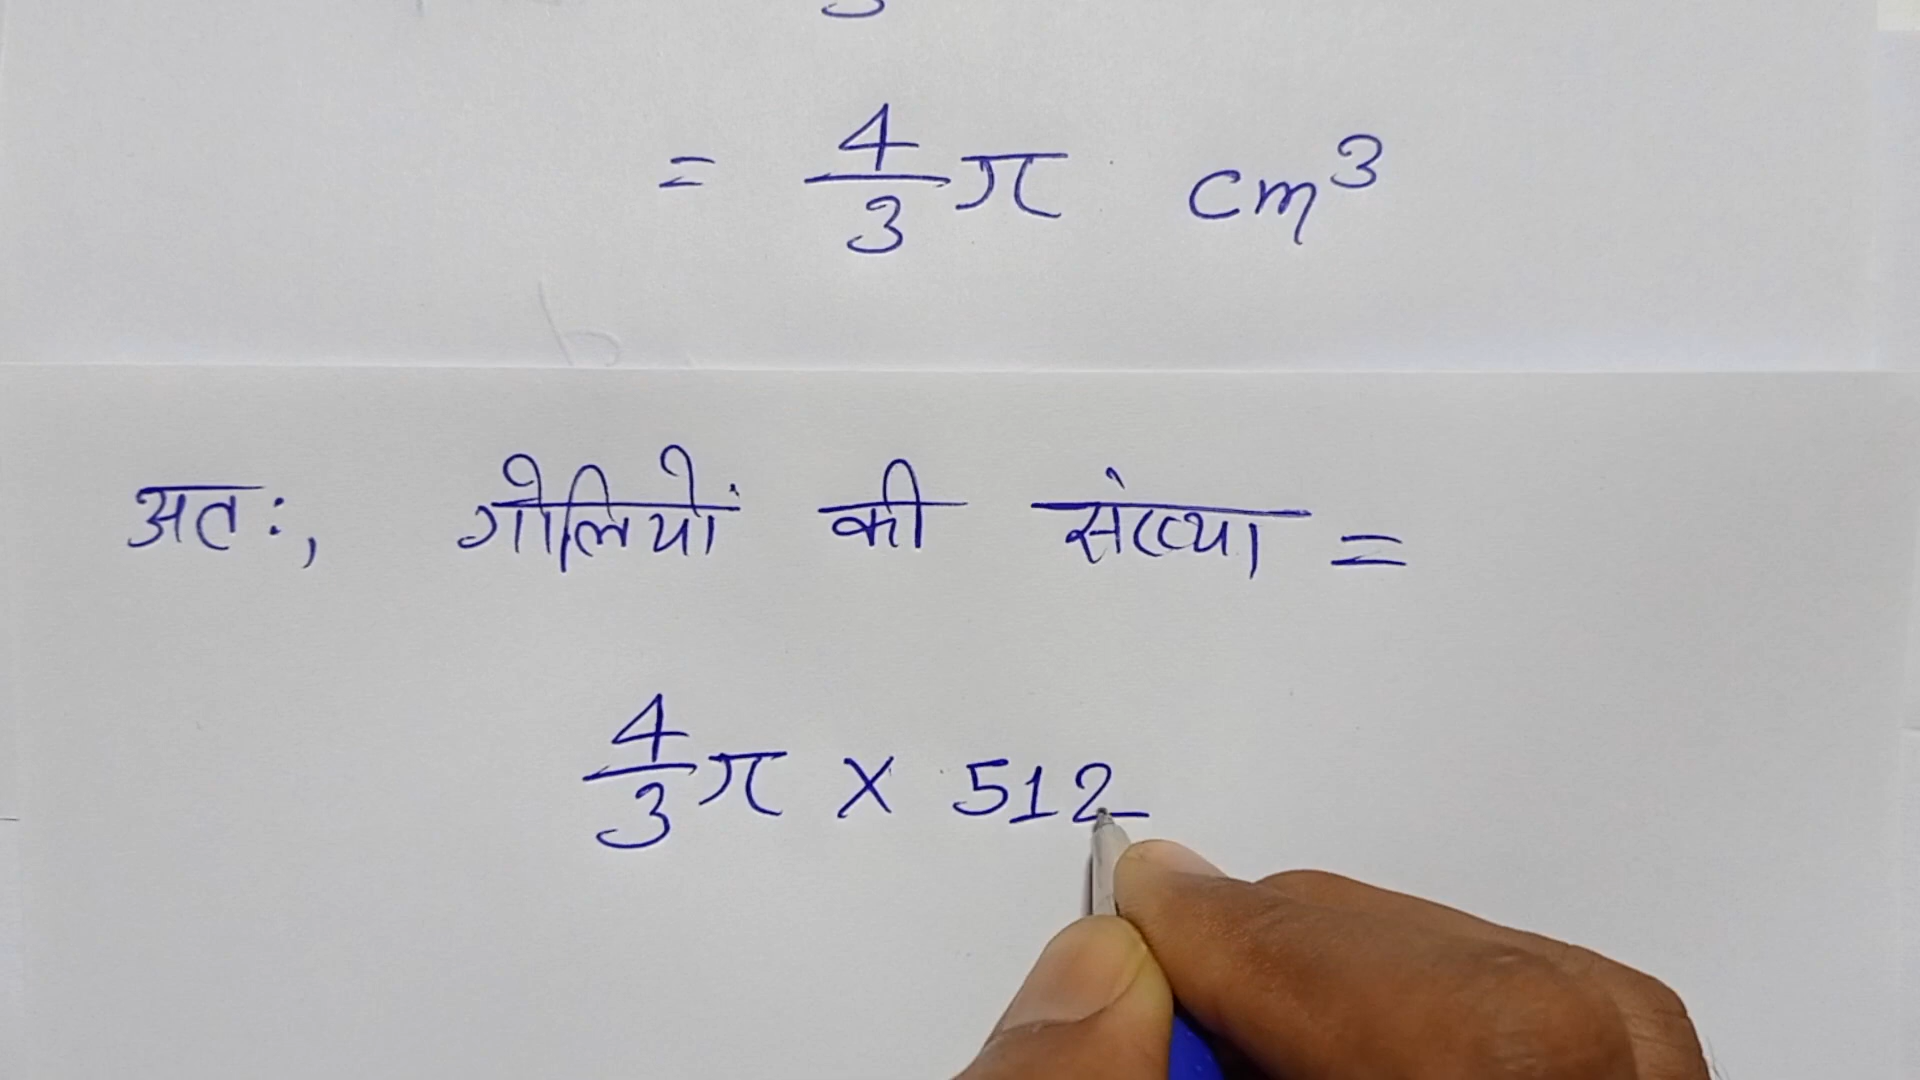 = 4/3 π cm³
अतः, गोलियों की संख्या =
4/3 π × 512